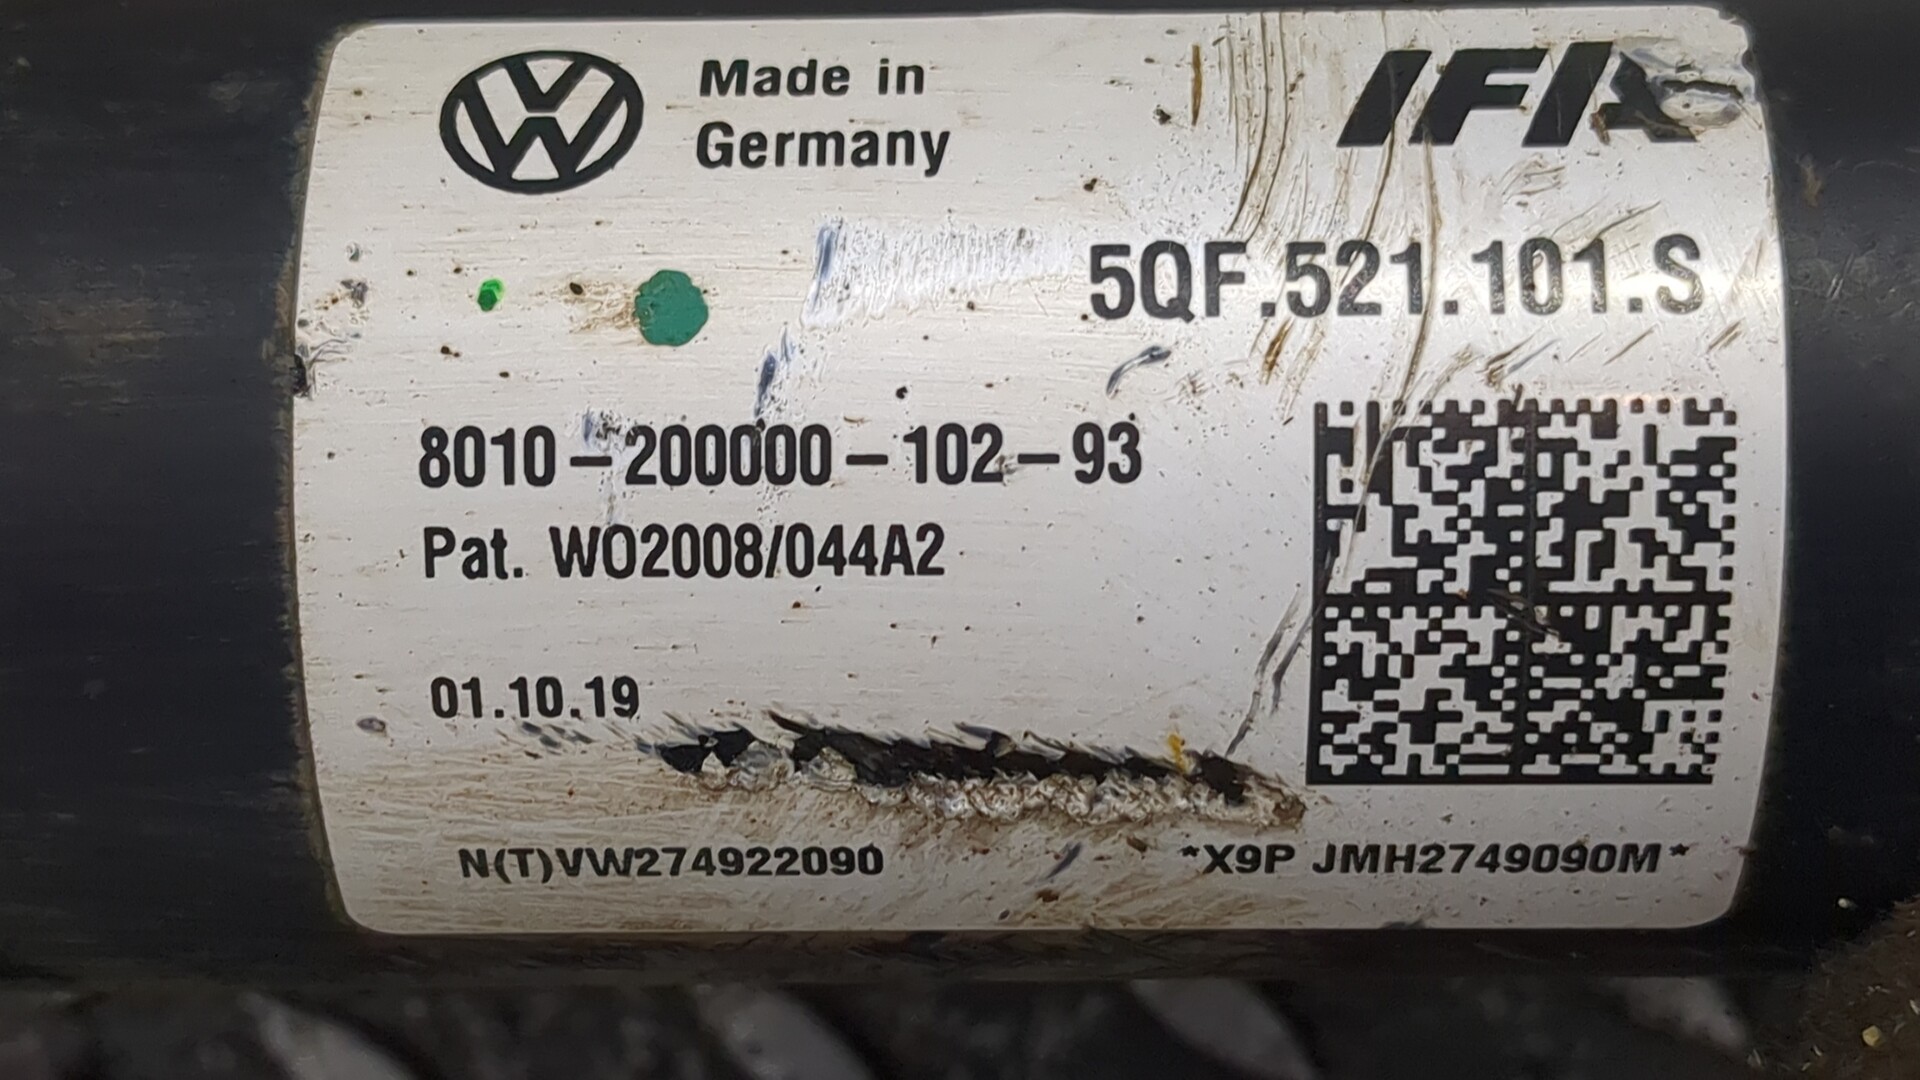 VW
Made in
Germany
IFA
5QF.521.101.S
8010-200000-102-93
Pat. WO2008/044A2
01.10.19
N(T)VW274922090
*X9P JMH2749090M*